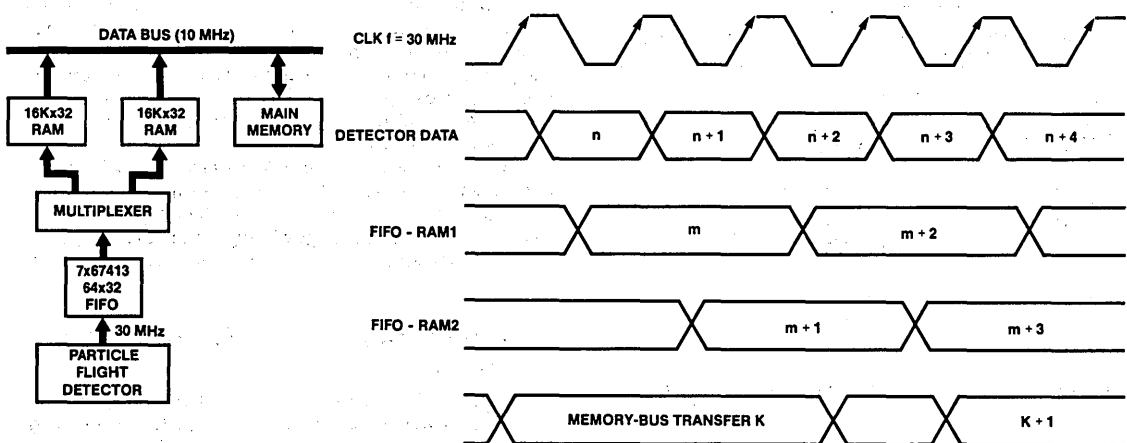 DATA BUS (10 MHz)
16Kx32
RAM
16Kx32
RAM
MAIN
MEMORY
MULTIPLEXER
7x67413
64x32
FIFO
30 MHz
PARTICLE
FLIGHT
DETECTOR
CLK f = 30 MHz
DETECTOR DATA
n
n + 1
n + 2
n + 3
n + 4
FIFO - RAM1
m
m + 2
FIFO - RAM2
m + 1
m + 3
MEMORY-BUS TRANSFER K
K + 1